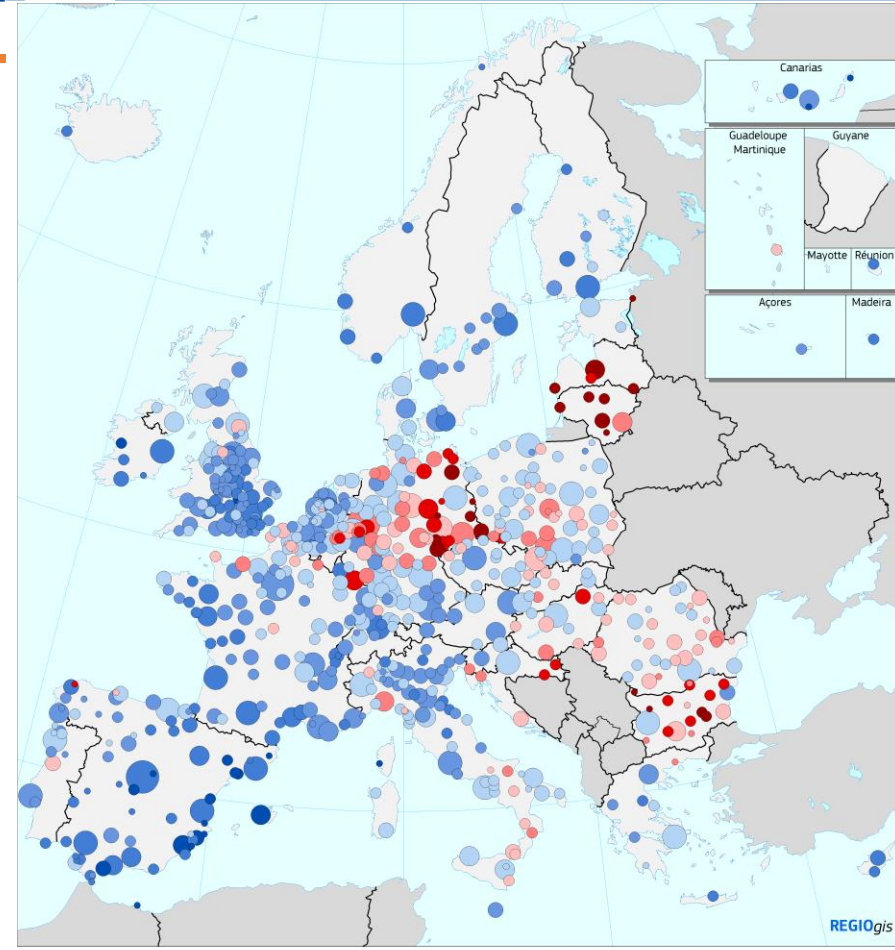 Canarias
Guadeloupe
Martinique
Guyane
Mayotte
Réunion
Açores
Madeira
REGIOgis